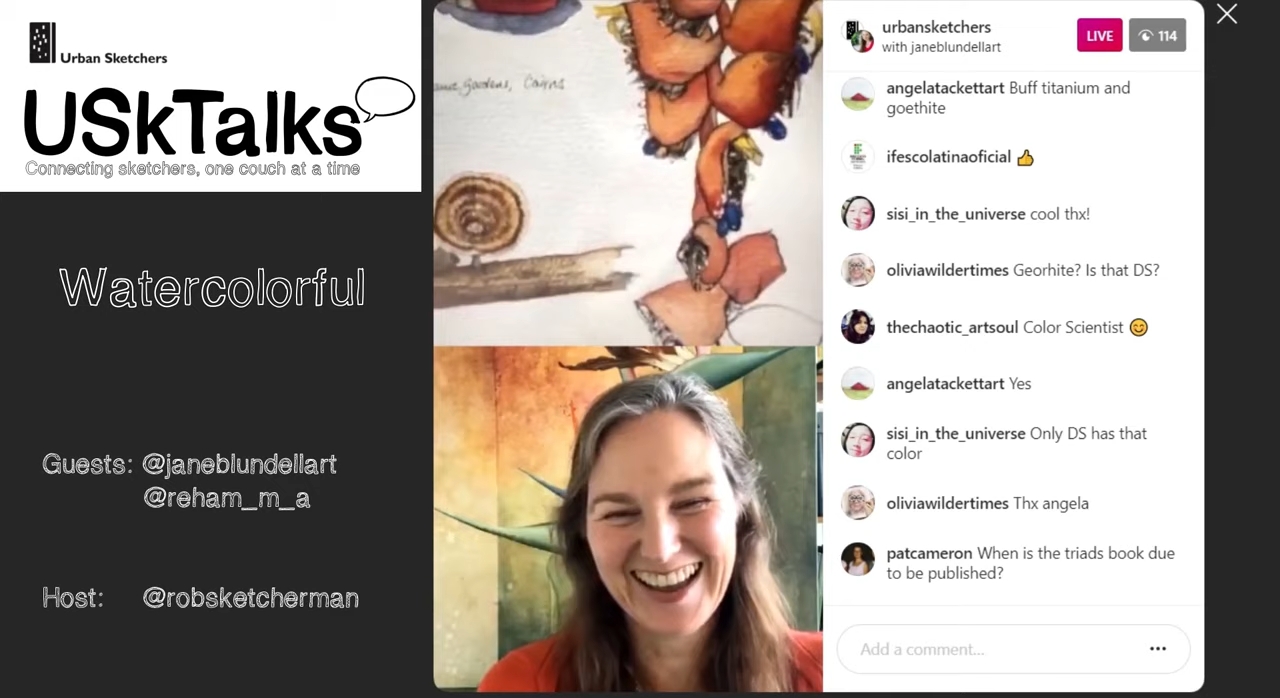 Urban Sketchers
USkTalks
Connecting sketchers, one couch at a time
Watercolorful
Guests: @janeblundellart
@reham_m_a
Host: @robsketcherman
Gardens, Cairns
urbansketchers
with janeblundellart
LIVE
114
angelatackettart Buff titanium and
goethite
ifescolatinaoficial 👍
sisi_in_the_universe cool thx!
oliviawildertimes Georhite? Is that DS?
thechaotic_artsoul Color Scientist 😊
angelatackettart Yes
sisi_in_the_universe Only DS has that
color
oliviawildertimes Thx angela
patcameron When is the triads book due
to be published?
Add a comment...